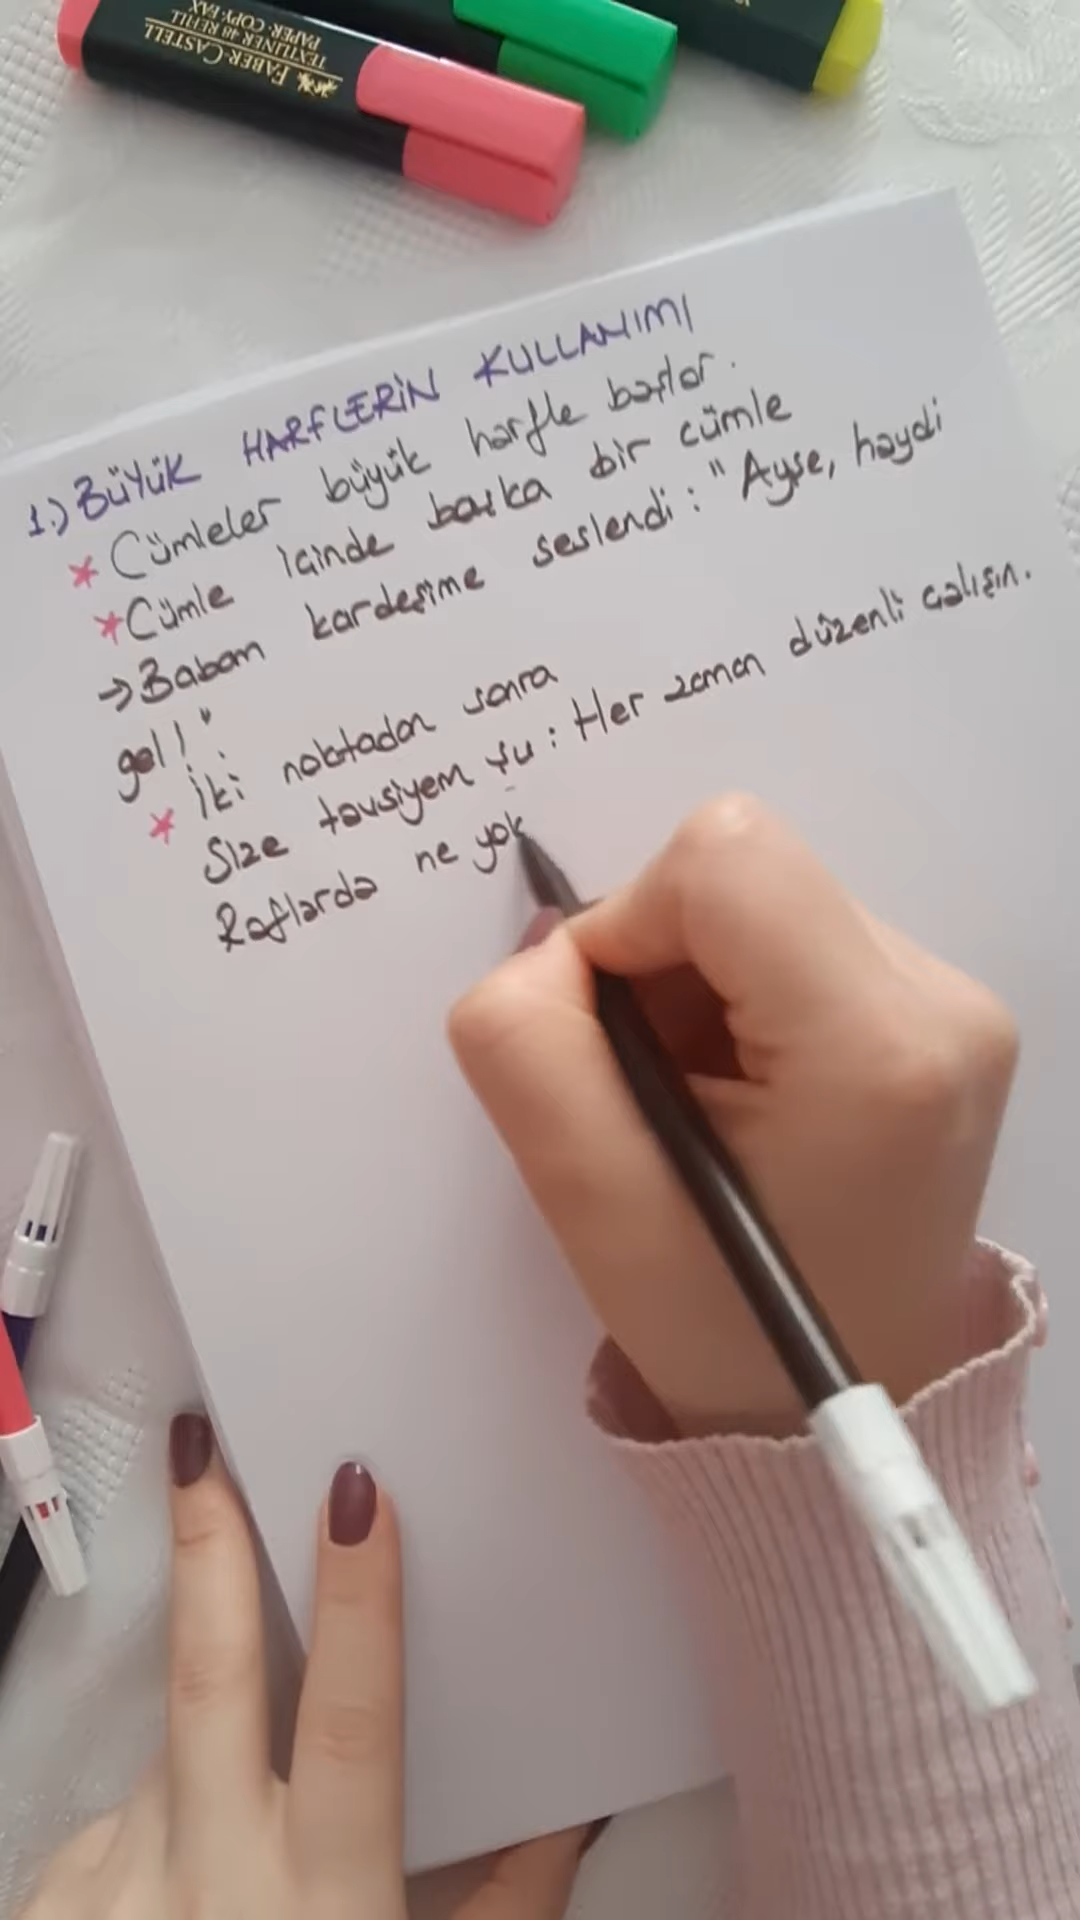 FABER-CASTELL
TEXTLINER 48 REFILL
PAPER·COPY·FAX
1.) BÜYÜK HARFLERİN KULLANIMI
* Cümleler büyük harfle başlar.
* Cümle içinde başka bir cümle
→ Babam kardeşime seslendi : "Ayşe, haydi
gel!"
* İki noktadan sonra
Size tavsiyem şu : Her zaman düzenli çalışın.
Raflarda ne yok